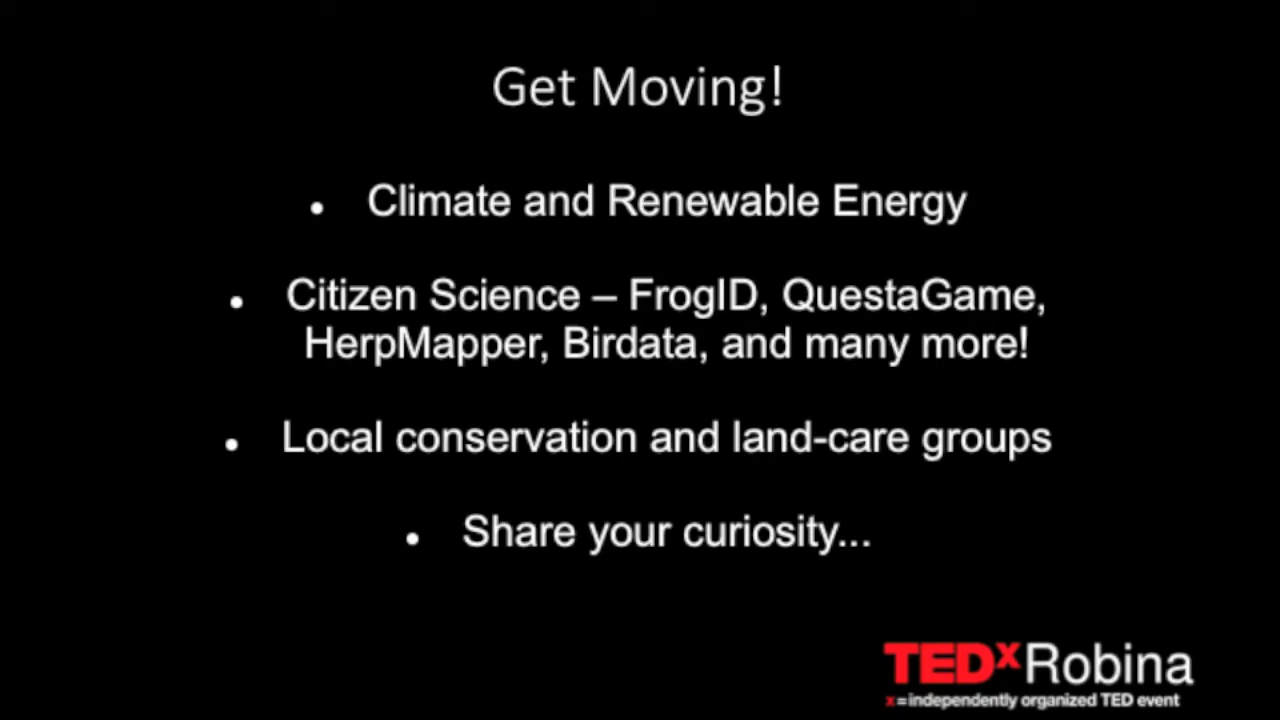 Get Moving!
• Climate and Renewable Energy
• Citizen Science – FrogID, QuestaGame,
HerpMapper, Birdata, and many more!
• Local conservation and land-care groups
• Share your curiosity...
TEDxRobina
x=independently organized TED event